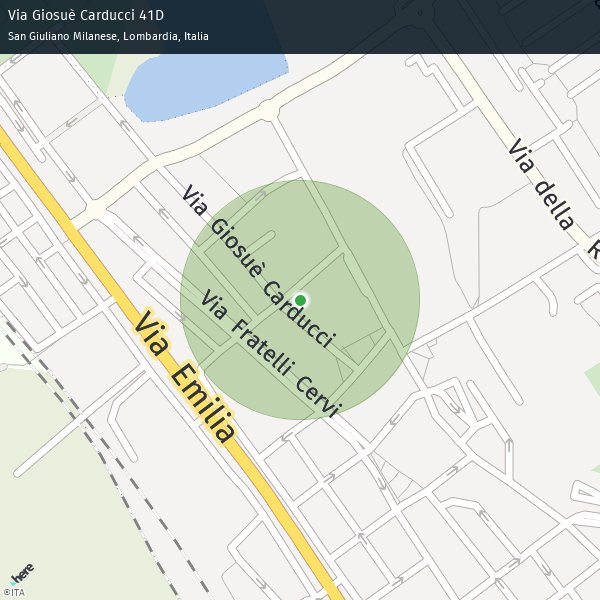 Via Giosuè Carducci 41D
San Giuliano Milanese, Lombardia, Italia
Via della R
Via Giosuè Carducci
Via Fratelli Cervi
Via Emilia
here
©ITA